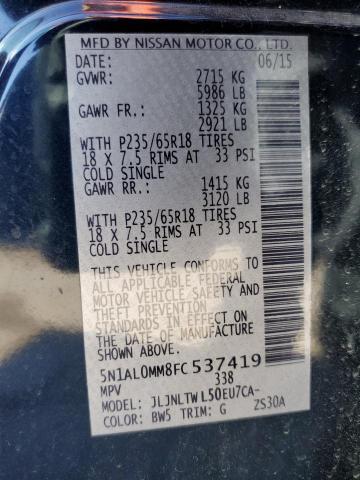 MFD BY NISSAN MOTOR CO., LTD.
DATE: 06/15
GVWR: 2715 KG
5986 LB
GAWR FR.: 1325 KG
2921 LB
WITH P235/65R18 TIRES
18 X 7.5 RIMS AT 33 PSI
COLD SINGLE
GAWR RR.: 1415 KG
3120 LB
WITH P235/65R18 TIRES
18 X 7.5 RIMS AT 33 PSI
COLD SINGLE
THIS VEHICLE CONFORMS TO
ALL APPLICABLE FEDERAL
MOTOR VEHICLE SAFETY AND
THEFT PREVENTION
STANDARDS IN EFFECT ON
THE DATE OF MANUFACTURE
SHOWN ABOVE.
5N1AL0MM8FC 537419
MPV 338
MODEL: JLJNLTWL50EU7CA-
COLOR: BW5 TRIM: G ZS30A